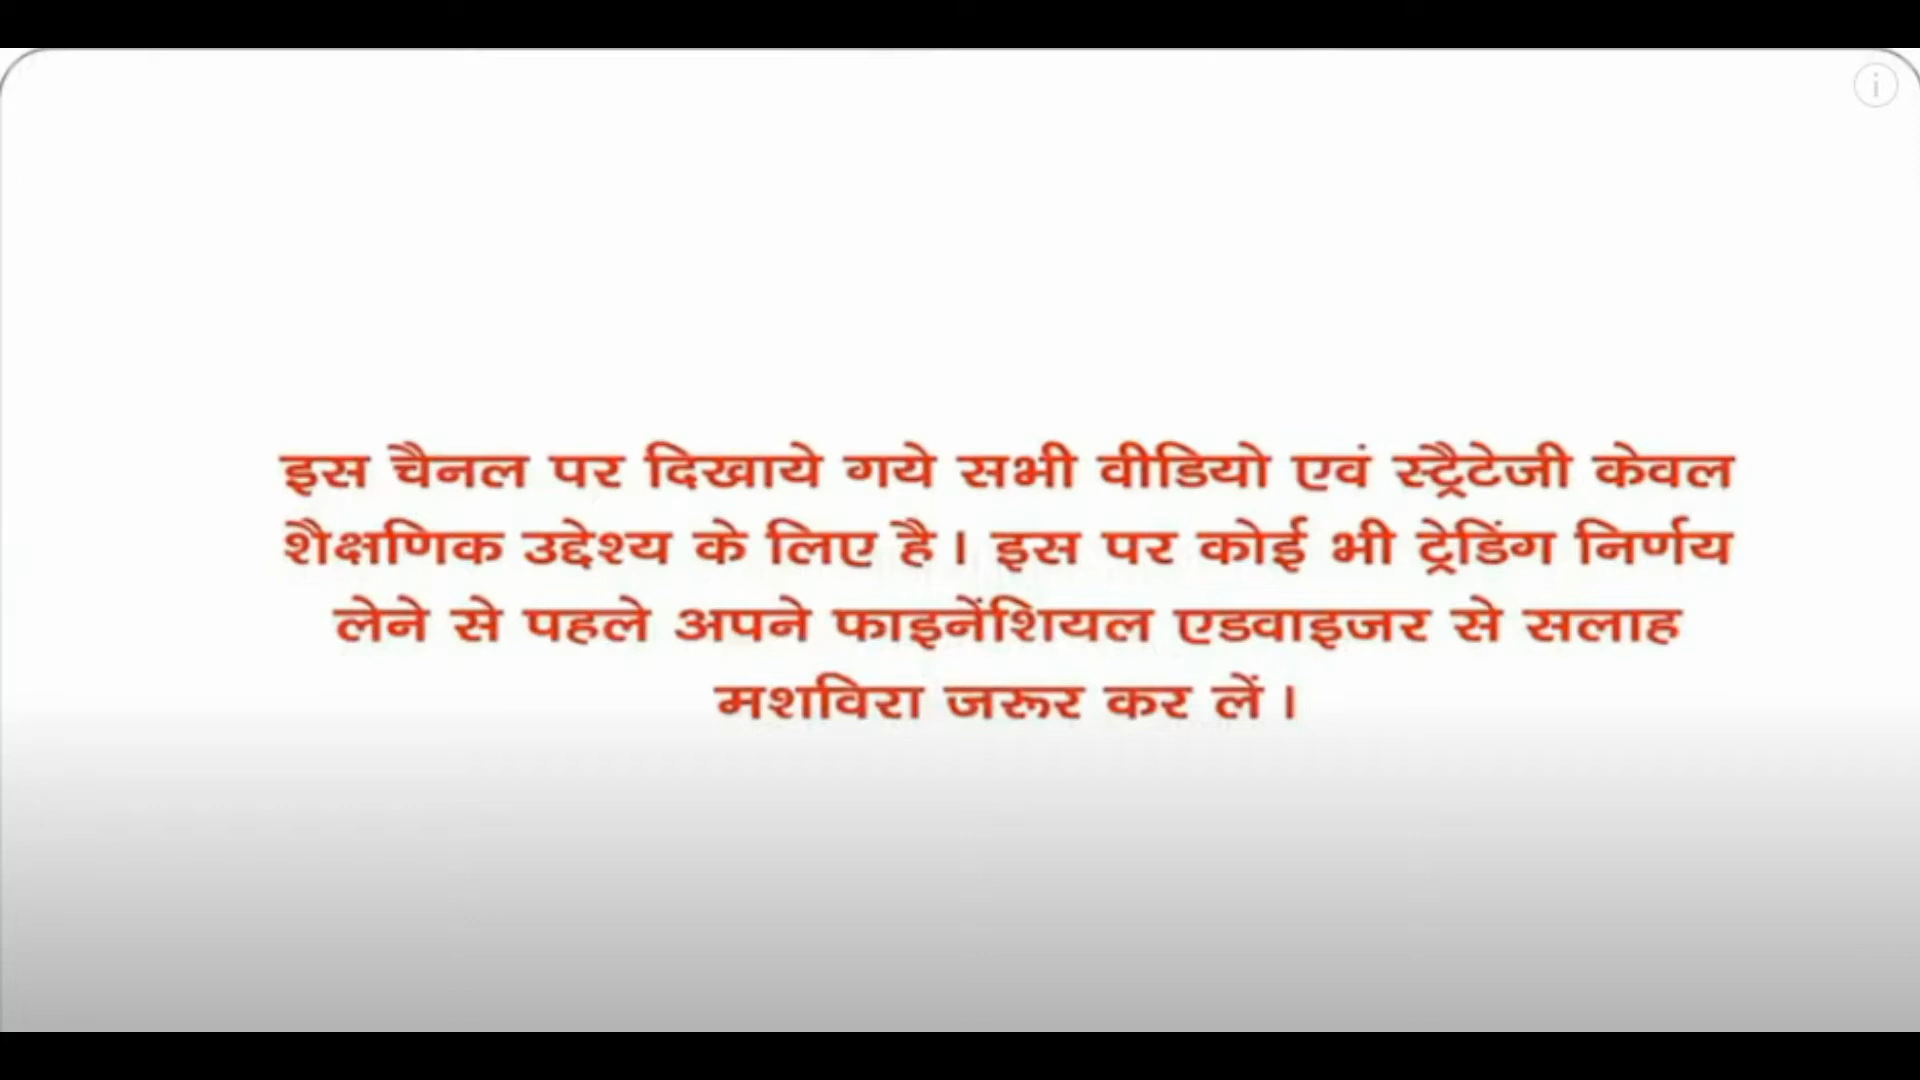 इस चैनल पर दिखाये गये सभी वीडियो एवं स्ट्रैटेजी केवल
शैक्षणिक उद्देश्य के लिए है । इस पर कोई भी ट्रेडिंग निर्णय
लेने से पहले अपने फाइनेंशियल एडवाइजर से सलाह
मशविरा जरूर कर लें ।